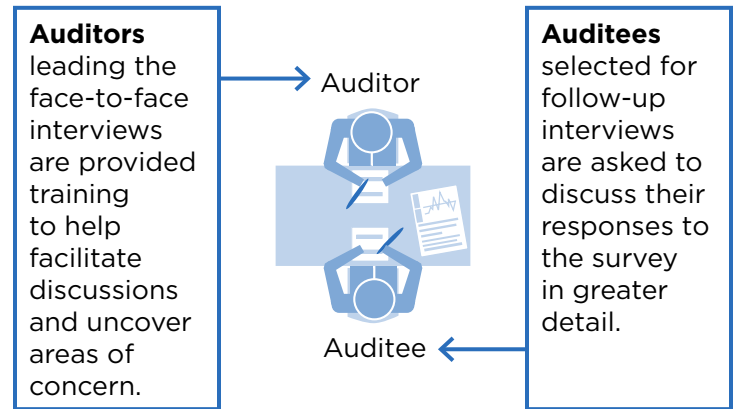 Auditors
leading the
face-to-face
interviews
are provided
training
to help
facilitate
discussions
and uncover
areas of
concern.
Auditor
Auditee
Auditees
selected for
follow-up
interviews
are asked to
discuss their
responses to
the survey
in greater
detail.